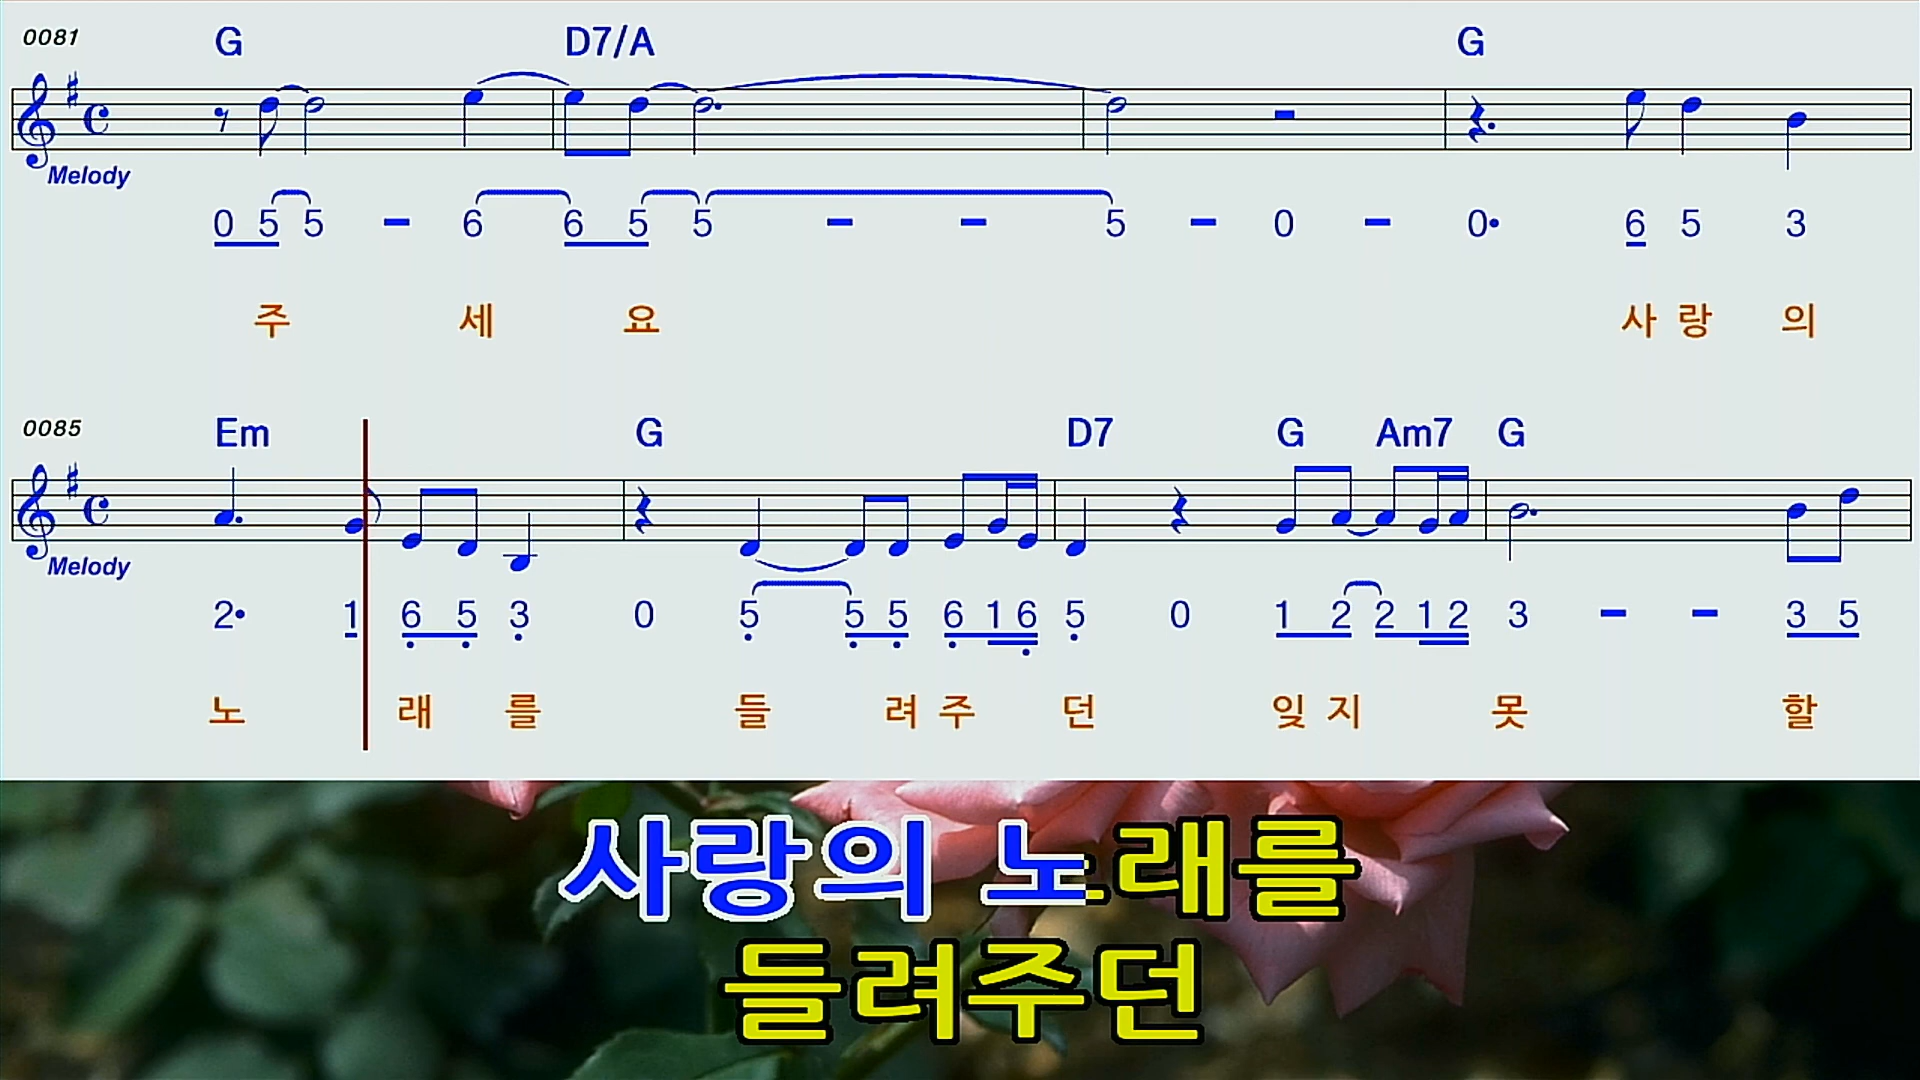 0081 G D7/A G
Melody
0 5 5 - 6 6 5 5 - - 5 - 0 - 0• 6 5 3
주 세 요 사 랑 의
0085 Em G D7 G Am7 G
Melody
2• 1 6 5 3 0 5 5 5 6 1 6 5 0 1 2 2 1 2 3 - - 3 5
노 래 를 들 려 주 던 잊 지 못 할
사랑의 노래를
들려주던